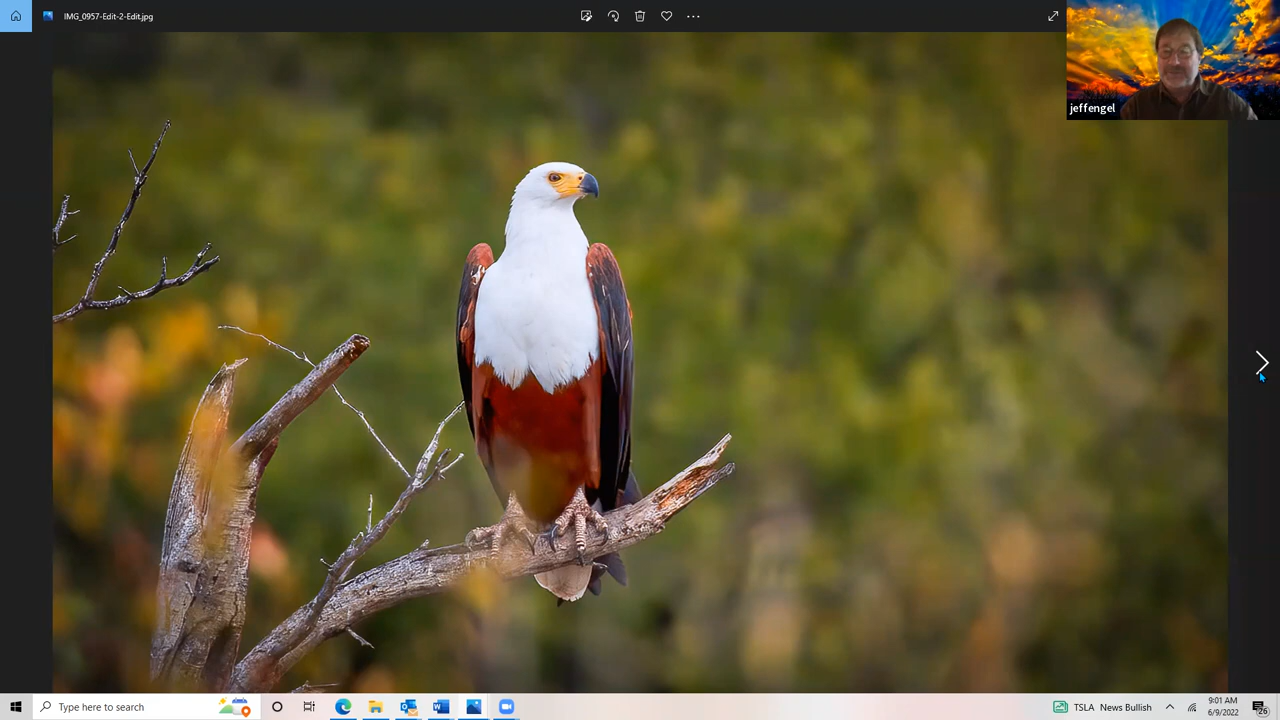 IMG_0957-Edit-2-Edit.jpg
jeffengel
Type here to search
TSLA News Bullish
9:01 AM
6/9/2022
26